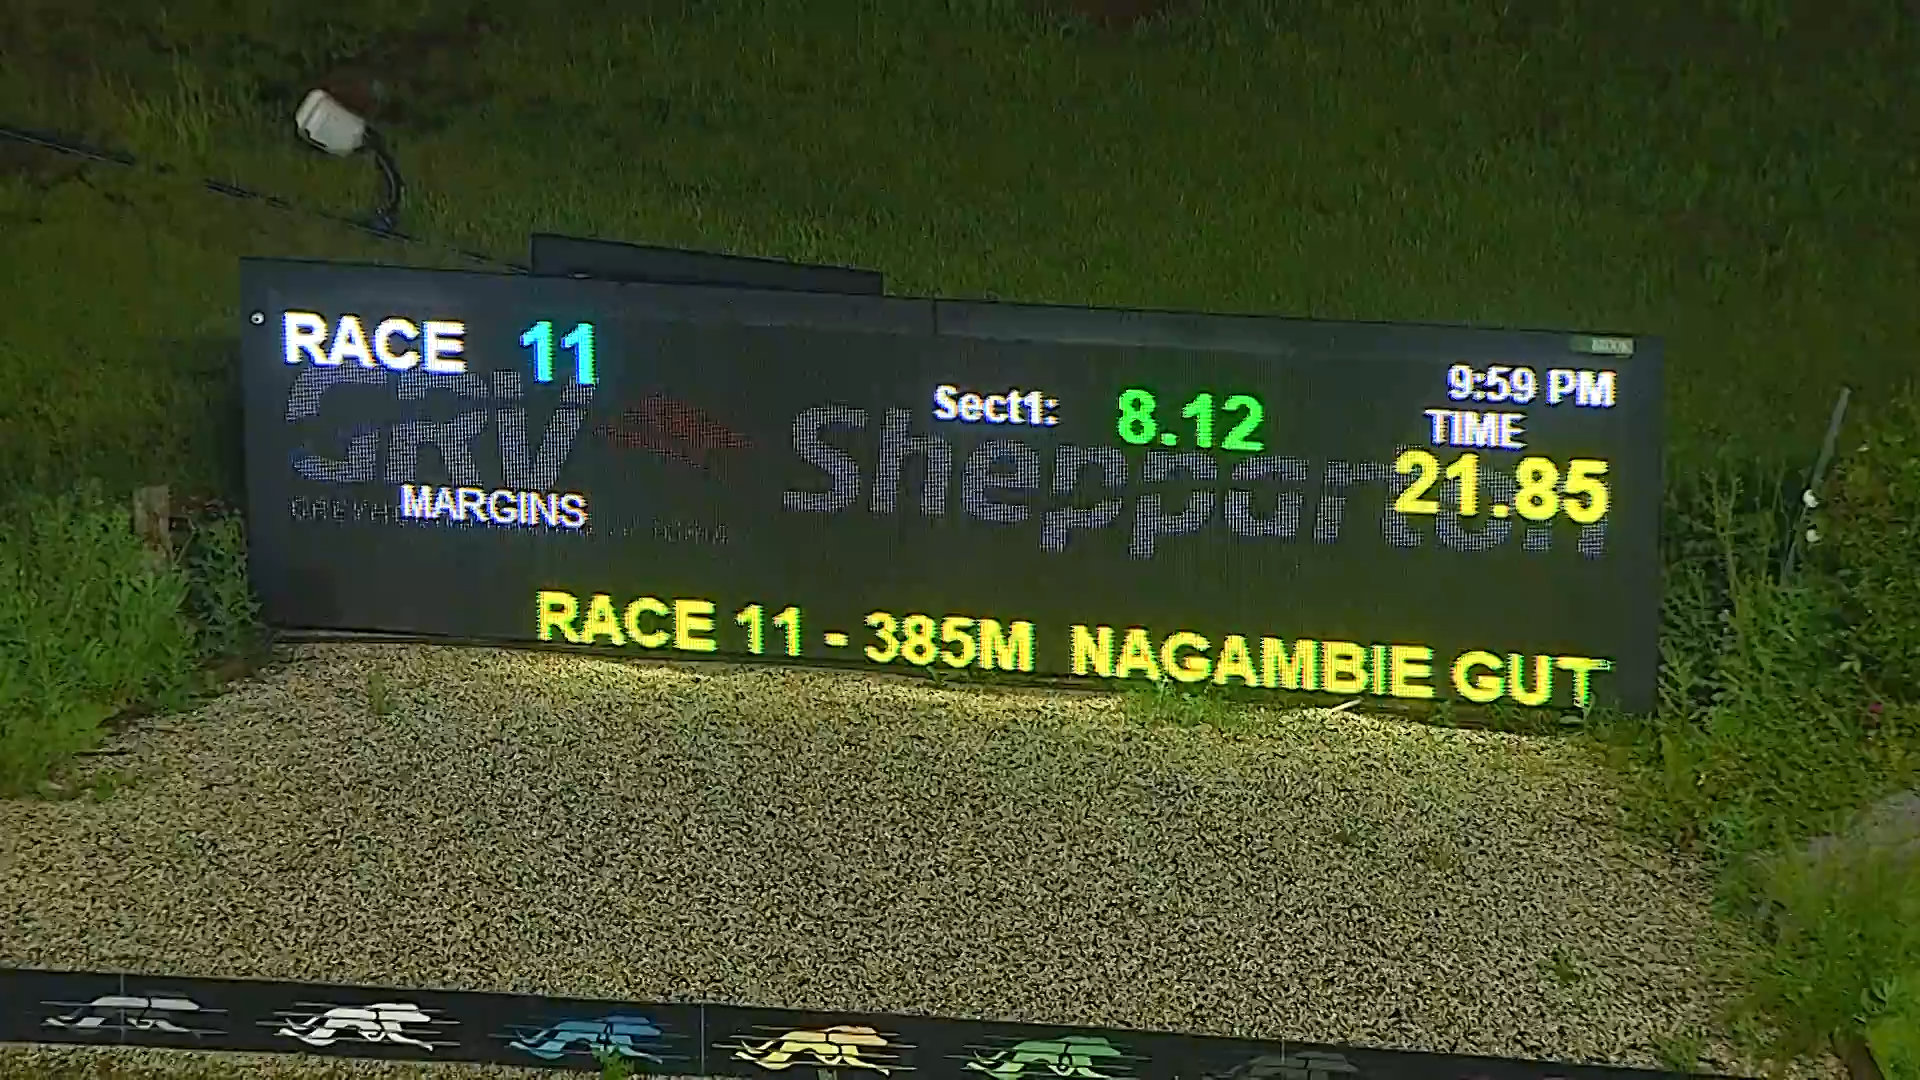 RACE 11
9:59 PM
Sect1: 8.12
TIME
21.85
GRV
Shepparton
MARGINS
RACE 11 - 385M NAGAMBIE GUT